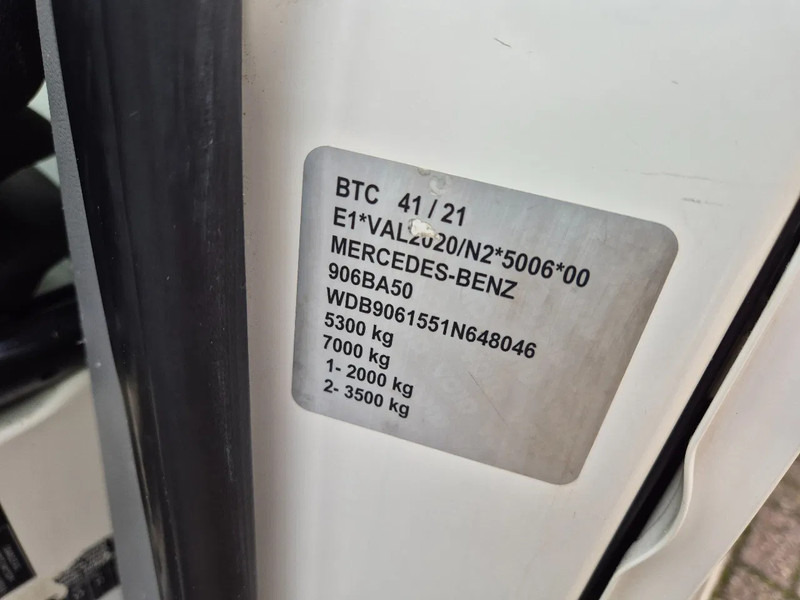 BTC 41 / 21
E1*VAL2020/N2*5006*00
MERCEDES-BENZ
906BA50
WDB9061551N648046
5300 kg
7000 kg
1- 2000 kg
2- 3500 kg